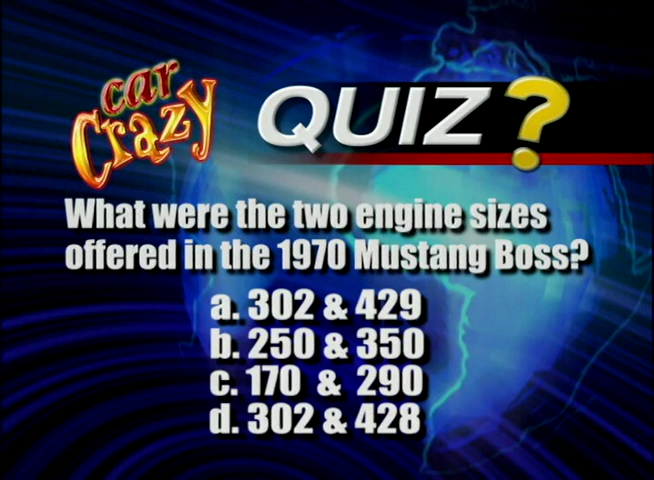 car
Crazy
QUIZ?
What were the two engine sizes
offered in the 1970 Mustang Boss?
a. 302 & 429
b. 250 & 350
c. 170 & 290
d. 302 & 428